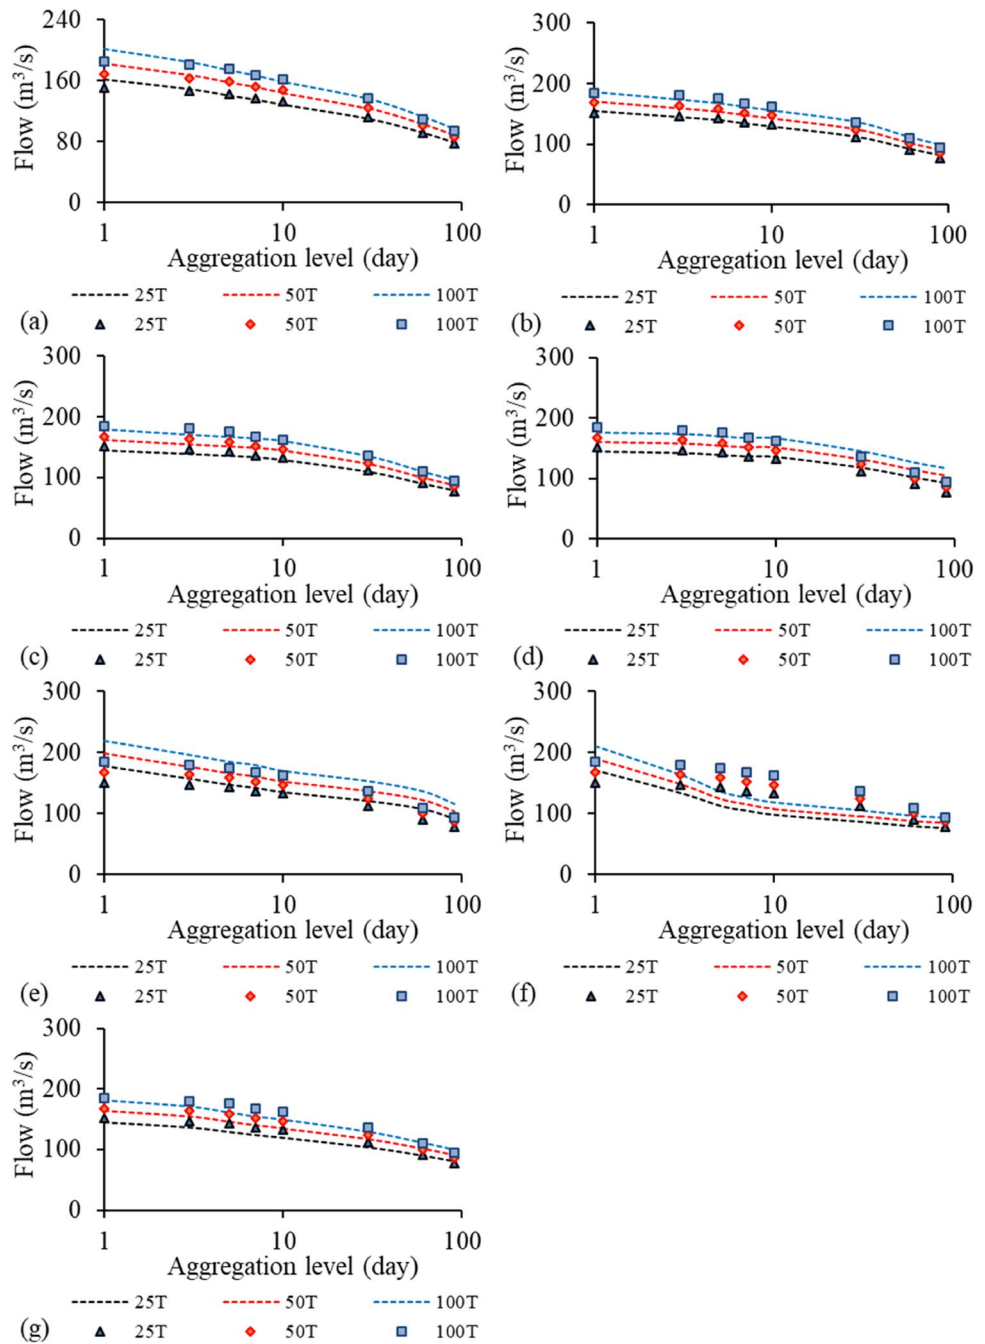 240
160
80
0
Flow (m³/s)
1 10 100
Aggregation level (day)
25T 50T 100T
25T 50T 100T
(a)
300
200
100
0
Flow (m³/s)
1 10 100
Aggregation level (day)
25T 50T 100T
25T 50T 100T
(b)
300
200
100
0
Flow (m³/s)
1 10 100
Aggregation level (day)
25T 50T 100T
25T 50T 100T
(c)
300
200
100
0
Flow (m³/s)
1 10 100
Aggregation level (day)
25T 50T 100T
25T 50T 100T
(d)
300
200
100
0
Flow (m³/s)
1 10 100
Aggregation level (day)
25T 50T 100T
25T 50T 100T
(e)
300
200
100
0
Flow (m³/s)
1 10 100
Aggregation level (day)
25T 50T 100T
25T 50T 100T
(f)
300
200
100
0
Flow (m³/s)
1 10 100
Aggregation level (day)
25T 50T 100T
25T 50T 100T
(g)